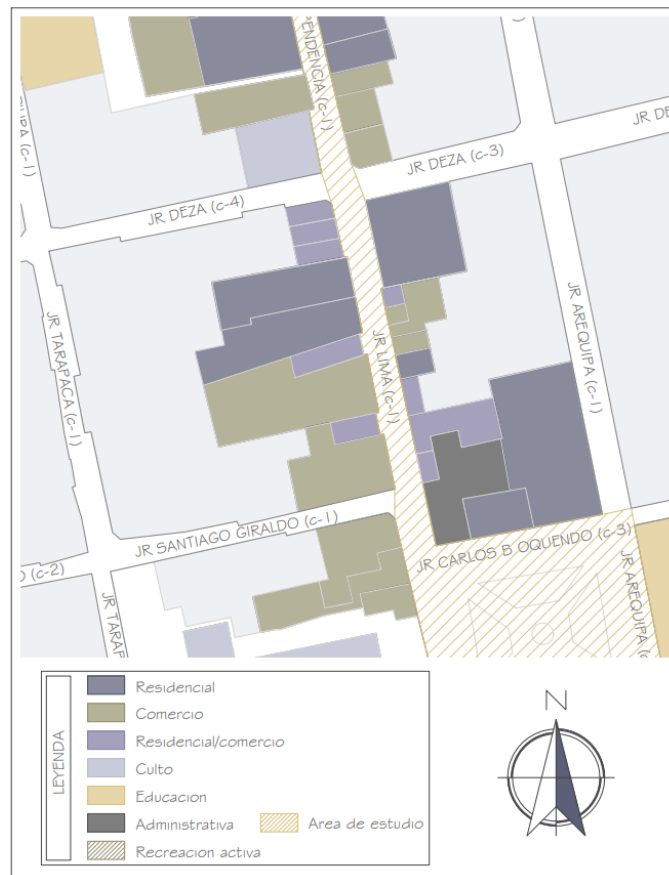 PENDENCIA (c-1)
JR DEZA (c-3)
JR DE
JR DEZA (c-4)
JR TARAPACA (c-1)
JR LIMA (c-1)
JR AREQUIPA (c-1)
JR SANTIAGO GIRALDO (c-1)
JR CARLOS B OQUENDO (c-3)
O (c-2)
JR TARAP
JR AREQUIPA (c
LEYENDA
Residencial
Comercio
Residencial/comercio
Culto
Educacion
Administrativa
Area de estudio
Recreacion activa
N